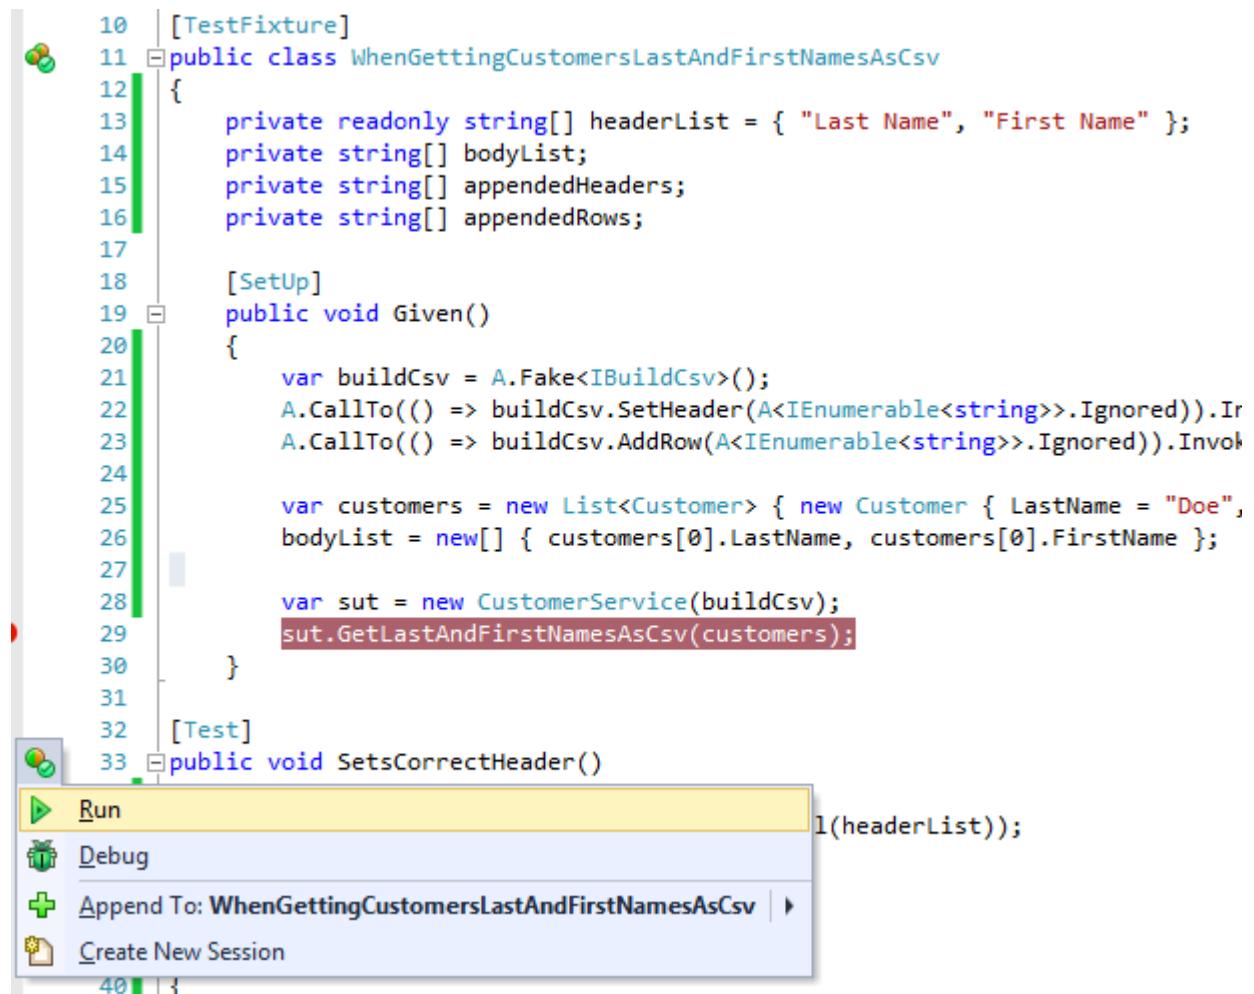 10 [TestFixture]
11 public class WhenGettingCustomersLastAndFirstNamesAsCsv
12 {
13 private readonly string[] headerList = { "Last Name", "First Name" };
14 private string[] bodyList;
15 private string[] appendedHeaders;
16 private string[] appendedRows;
17
18 [SetUp]
19 public void Given()
20 {
21 var buildCsv = A.Fake<IBuildCsv>();
22 A.CallTo(() => buildCsv.SetHeader(A<IEnumerable<string>>.Ignored)).In
23 A.CallTo(() => buildCsv.AddRow(A<IEnumerable<string>>.Ignored)).Invok
24
25 var customers = new List<Customer> { new Customer { LastName = "Doe",
26 bodyList = new[] { customers[0].LastName, customers[0].FirstName };
27
28 var sut = new CustomerService(buildCsv);
29 sut.GetLastAndFirstNamesAsCsv(customers);
30 }
31
32 [Test]
33 public void SetsCorrectHeader()
Run
l(headerList));
Debug
Append To: WhenGettingCustomersLastAndFirstNamesAsCsv
Create New Session
40 {